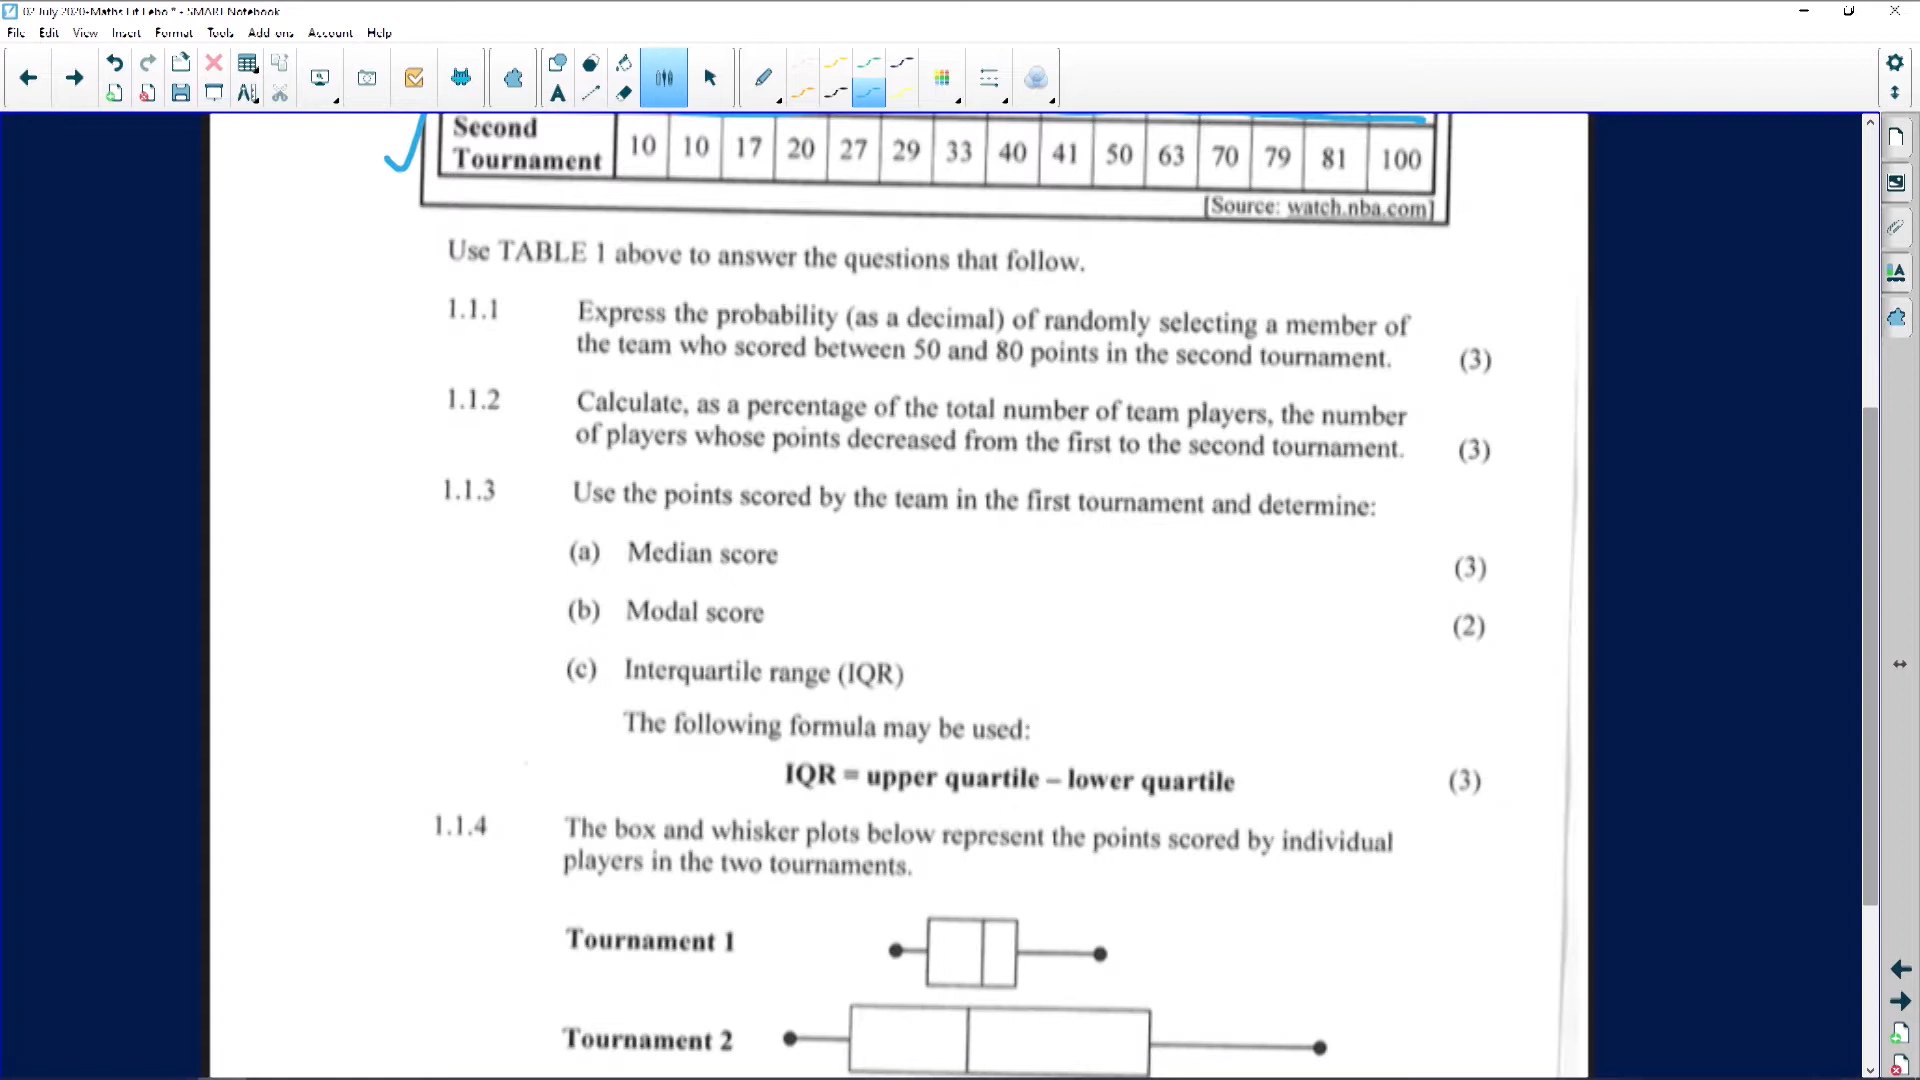 02 July 2020-Maths Lit Lebo * - SMART Notebook
File Edit View Insert Format Tools Add-ons Account Help
Second
Tournament 10 10 17 20 27 29 33 40 41 50 63 70 79 81 100
[Source: watch.nba.com]
Use TABLE 1 above to answer the questions that follow.
1.1.1 Express the probability (as a decimal) of randomly selecting a member of
the team who scored between 50 and 80 points in the second tournament. (3)
1.1.2 Calculate, as a percentage of the total number of team players, the number
of players whose points decreased from the first to the second tournament. (3)
1.1.3 Use the points scored by the team in the first tournament and determine:
(a) Median score (3)
(b) Modal score (2)
(c) Interquartile range (IQR)
The following formula may be used:
IQR = upper quartile – lower quartile (3)
1.1.4 The box and whisker plots below represent the points scored by individual
players in the two tournaments.
Tournament 1
Tournament 2